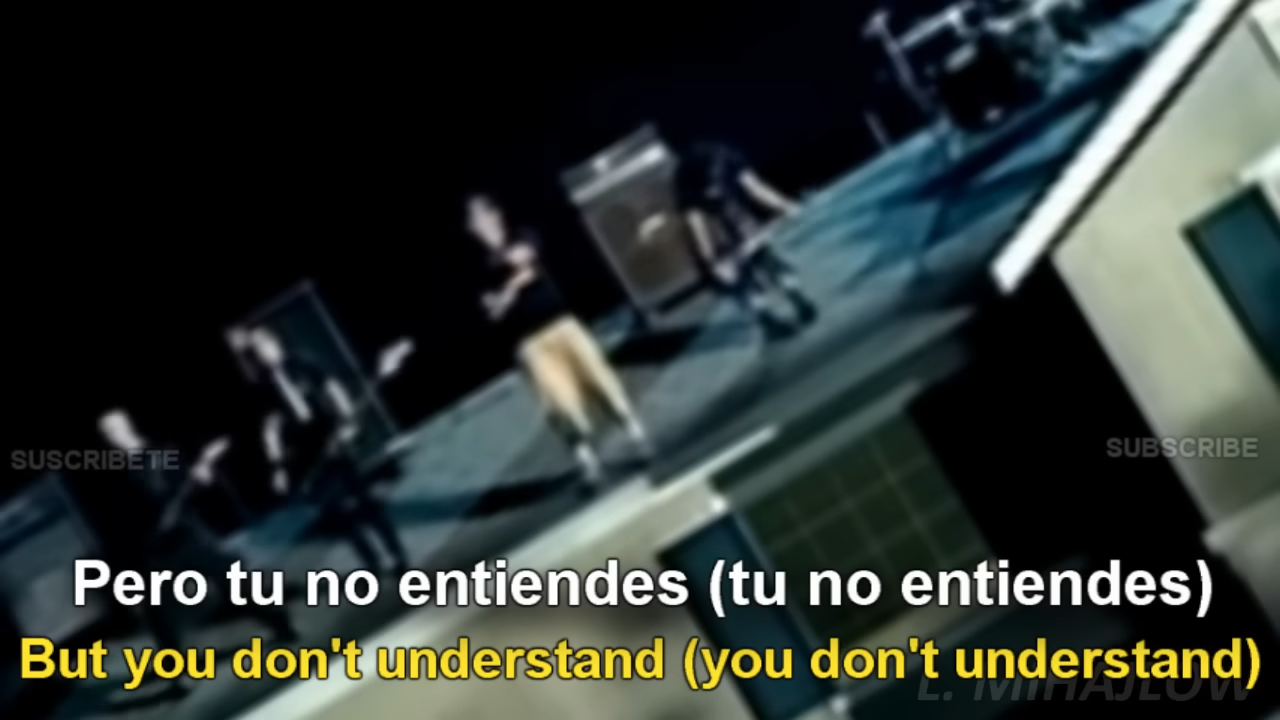 SUSCRIBETE
SUBSCRIBE
Pero tu no entiendes (tu no entiendes)
But you don't understand (you don't understand)
L. MIHAJLOW